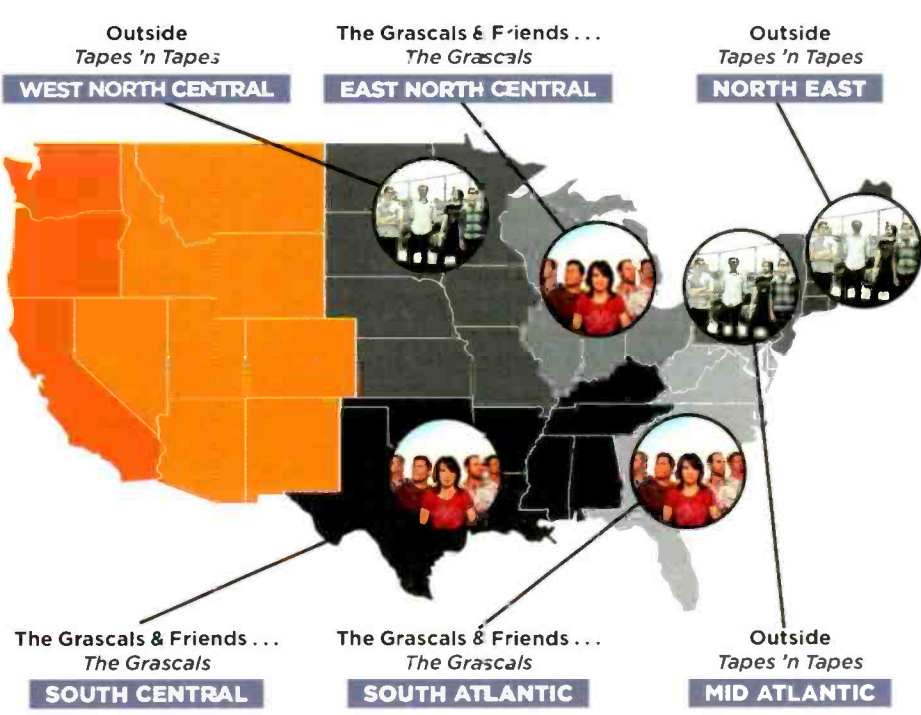 Outside
Tapes 'n Tapes
WEST NORTH CENTRAL
The Grascals & Friends . . .
The Grascals
EAST NORTH CENTRAL
Outside
Tapes 'n Tapes
NORTH EAST
The Grascals & Friends . . .
The Grascals
SOUTH CENTRAL
The Grascals & Friends . . .
The Grascals
SOUTH ATLANTIC
Outside
Tapes 'n Tapes
MID ATLANTIC